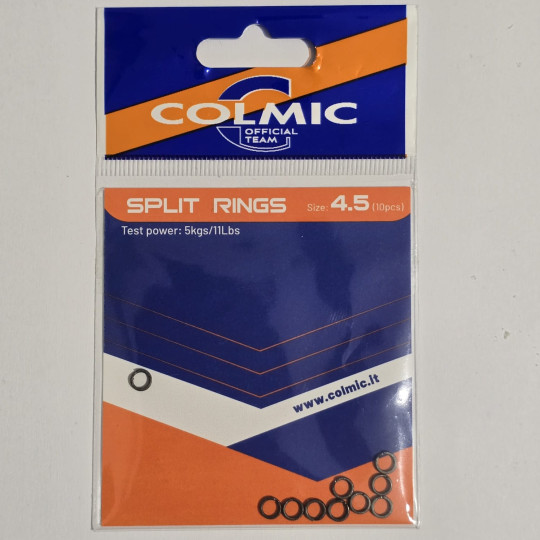 COLMIC
OFFICIAL
TEAM
SPLIT RINGS Size: 4.5 (10pcs)
Test power: 5kgs/11Lbs
www.colmic.it